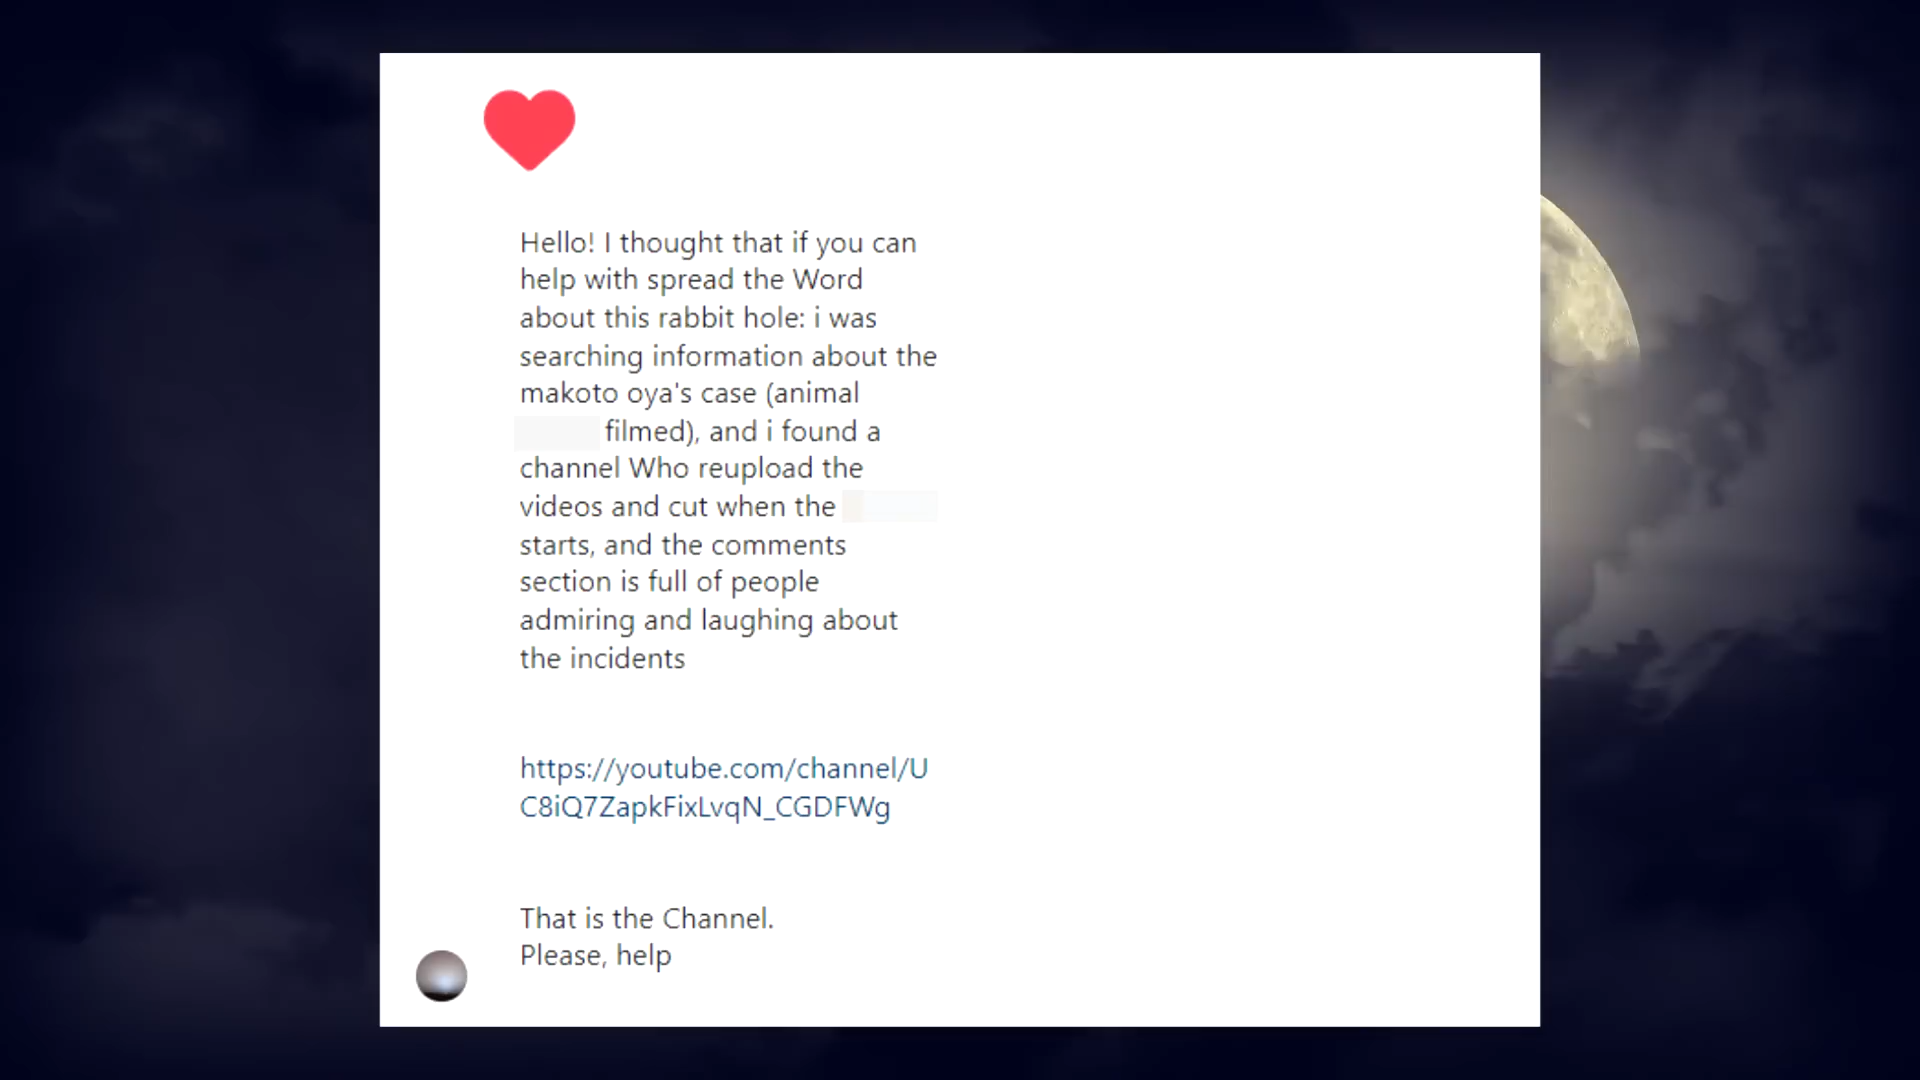 Hello! I thought that if you can
help with spread the Word
about this rabbit hole: i was
searching information about the
makoto oya's case (animal
filmed), and i found a
channel Who reupload the
videos and cut when the
starts, and the comments
section is full of people
admiring and laughing about
the incidents
https://youtube.com/channel/U
C8iQ7ZapkFixLvqN_CGDFWg
That is the Channel.
Please, help